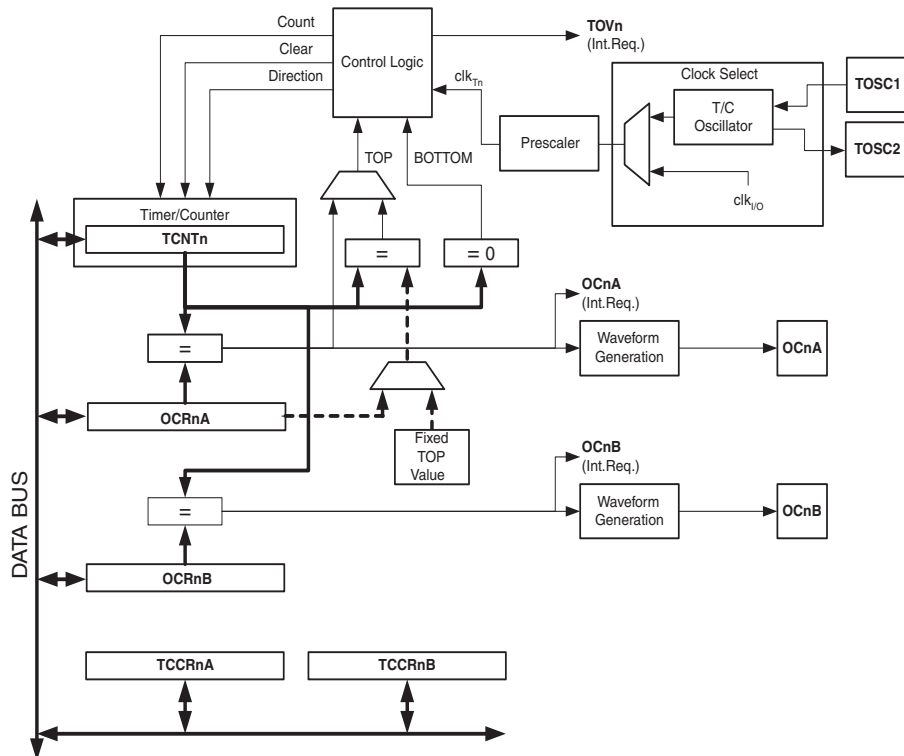 Count
Clear
Direction
Control Logic
TOVn
(Int.Req.)
clkTn
Clock Select
TOSC1
T/C
Oscillator
Prescaler
TOSC2
clkI/O
TOP
BOTTOM
Timer/Counter
TCNTn
=
= 0
OCnA
(Int.Req.)
=
Waveform
Generation
OCnA
OCRnA
Fixed
TOP
Value
OCnB
(Int.Req.)
=
Waveform
Generation
OCnB
DATA BUS
OCRnB
TCCRnA
TCCRnB